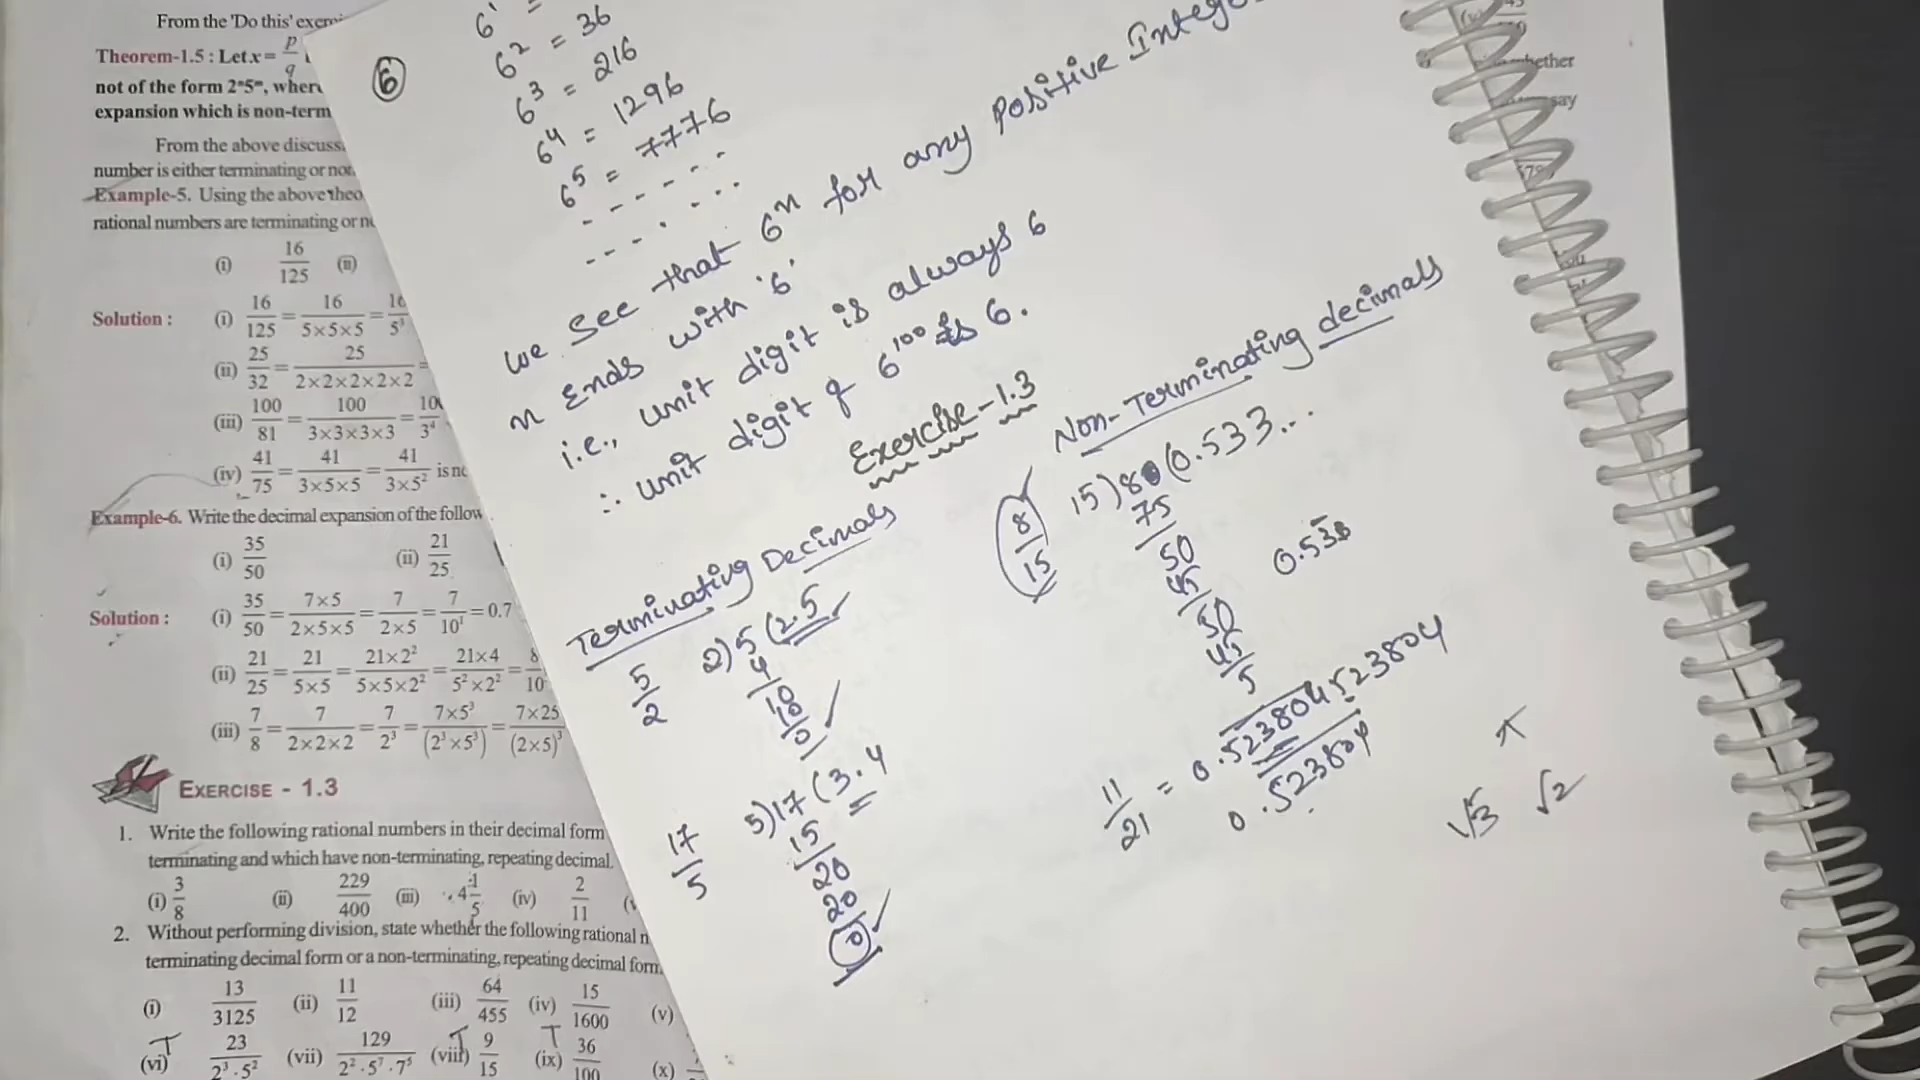 From the 'Do this' exerci
Theorem-1.5 : Let x = p/q
not of the form 2ⁿ5ᵐ, where
expansion which is non-term
From the above discuss
number is either terminating or non
Example-5. Using the above theo
rational numbers are terminating or no
(i) 16/125 (ii)
Solution : (i) 16/125 = 16/5×5×5 = 16/5³
(ii) 25/32 = 25/2×2×2×2×2 =
(iii) 100/81 = 100/3×3×3×3 = 10/3⁴
(iv) 41/75 = 41/3×5×5 = 41/3×5² is no
Example-6. Write the decimal expansion of the follow
(i) 35/50 (ii) 21/25
Solution : (i) 35/50 = 7×5/2×5×5 = 7/2×5 = 7/10¹ = 0.7
(ii) 21/25 = 21/5×5 = 21×2²/5×5×2² = 21×4/5²×2² = 8/10
(iii) 7/8 = 7/2×2×2 = 7/2³ = 7×5³/(2³×5³) = 7×25/(2×5)³
EXERCISE - 1.3
1. Write the following rational numbers in their decimal form
terminating and which have non-terminating, repeating decimal.
(i) 3/8 (ii) 229/400 (iii) 4 1/5 (iv) 2/11 (v
2. Without performing division, state whether the following rational n
terminating decimal form or a non-terminating, repeating decimal form.
(i) 13/3125 (ii) 11/12 (iii) 64/455 (iv) 15/1600 (v)
T T T
(vi) 23/2³·5² (vii) 129/2²·5⁷·7⁵ (viii) 9/15 (ix) 36/100 (x)
6
6¹ =
6² = 36
6³ = 216
6⁴ = 1296
6⁵ = 7776
We see that 6ⁿ for any Positive Intege
n Ends with '6'
i.e., unit digit is always 6
∴ unit digit of 6¹⁰⁰ is 6.
Exercise-1.3
Terminating Decimals
5/2
2)5(2.5
4
10
10
0
17/5
5)17(3.4
15
20
20
0
Non-Terminating decimals
8/15
15)80(0.533...
75
50
45
50
45
5
0.53
11/21 = 0.523804523804
0.523804
π
√3 √2
hether
say